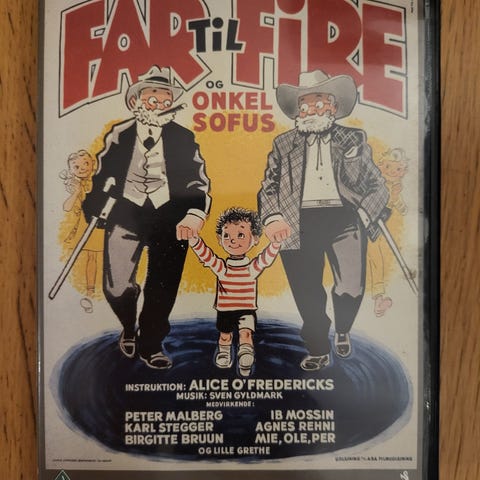 FAR TiL FiRE
OG
ONKEL
SOFUS
INSTRUKTION: ALICE O'FREDERICKS
MUSIK: SVEN GYLDMARK
MEDVIRKENDE:
PETER MALBERG IB MOSSIN
KARL STEGGER AGNES REHNI
BIRGITTE BRUUN MIE, OLE, PER
OG LILLE GRETHE